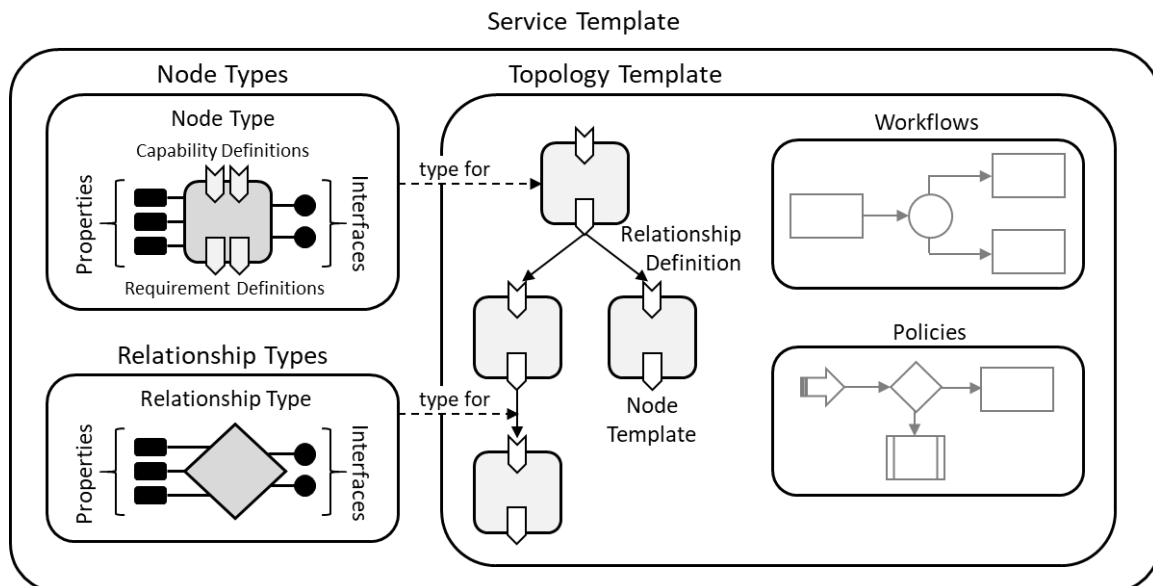 Service Template
Node Types
Node Type
Capability Definitions
Properties
Interfaces
Requirement Definitions
Relationship Types
Relationship Type
Properties
Interfaces
type for
type for
Topology Template
Relationship
Definition
Node
Template
Workflows
Policies